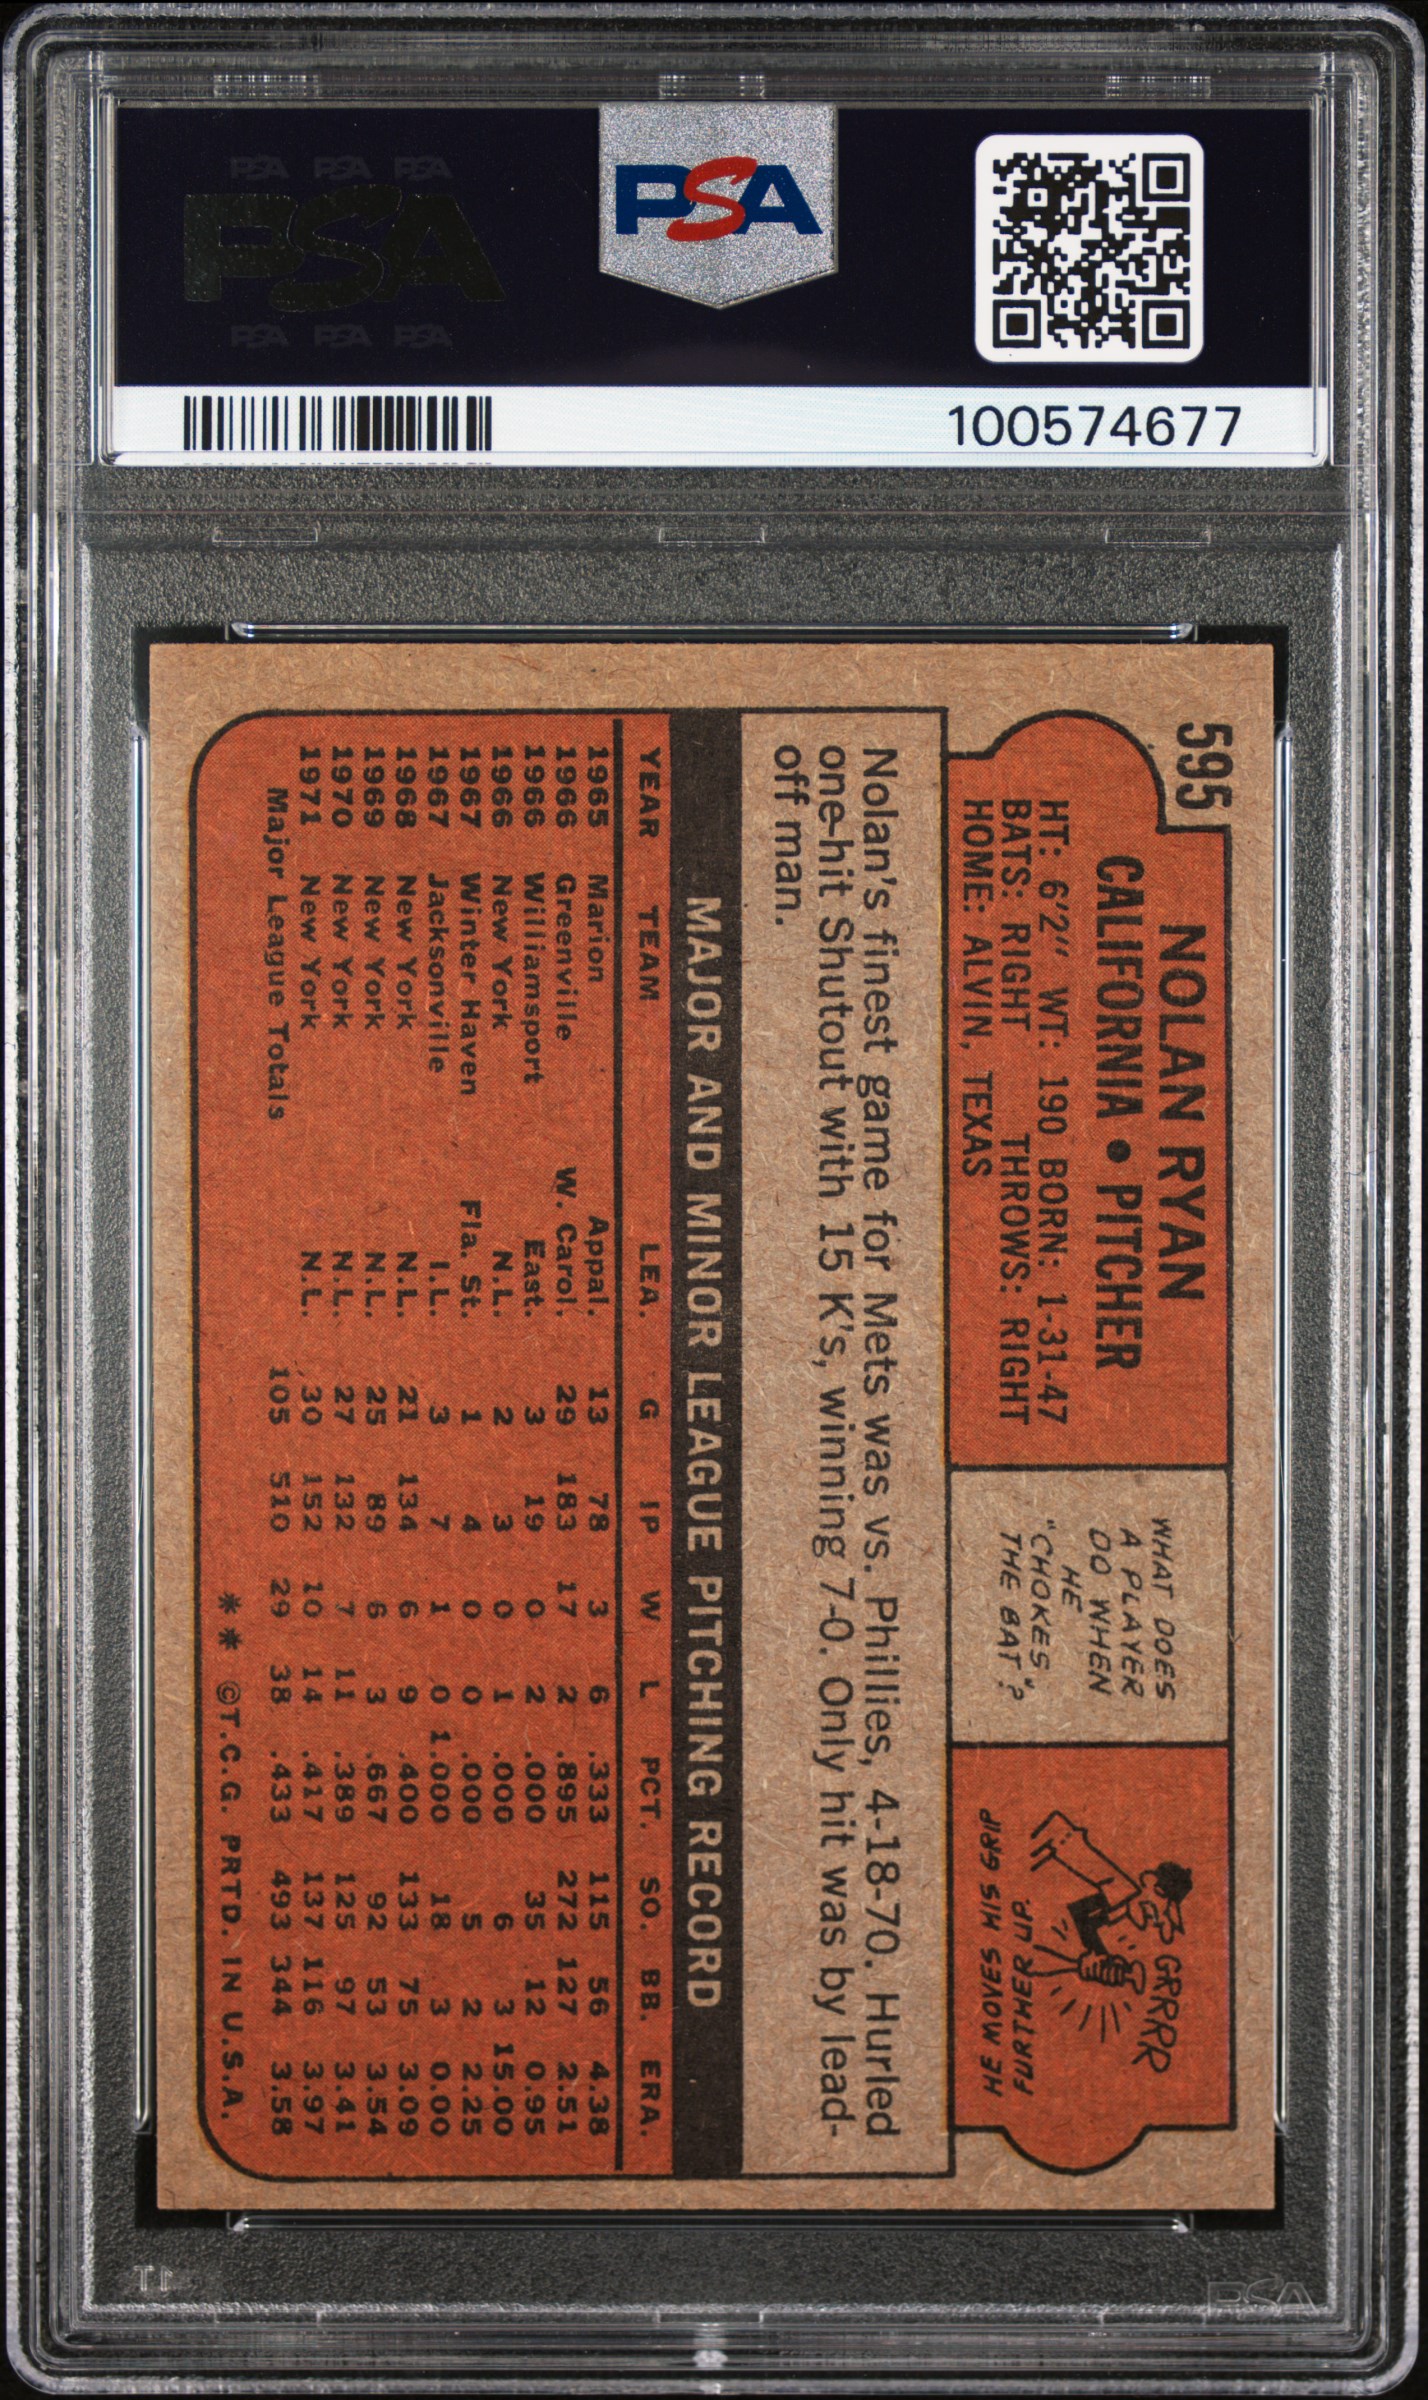 PSA PSA PSA
PSA
PSA PSA PSA
PSA
100574677
595
NOLAN RYAN
CALIFORNIA • PITCHER
HT: 6'2" WT: 190 BORN: 1-31-47
BATS: RIGHT THROWS: RIGHT
HOME: ALVIN, TEXAS
WHAT DOES
A PLAYER
DO WHEN
HE
"CHOKES"
THE BAT"?
GRRRR
HE MOVES HIS GRIP
FURTHER UP.
Nolan's finest game for Mets was vs. Phillies, 4-18-70. Hurled
one-hit Shutout with 15 K's, winning 7-0. Only hit was by lead-
off man.
MAJOR AND MINOR LEAGUE PITCHING RECORD
YEAR TEAM LEA. G IP W L PCT. SO. BB. ERA.
1965 Marion Appal. 13 78 3 6 .333 115 56 4.38
1966 Greenville W. Carol. 29 183 17 2 .895 272 127 2.51
1966 Williamsport East. 3 19 0 2 .000 35 12 0.95
1966 New York N.L. 2 3 0 1 .000 6 3 15.00
1967 Winter Haven Fla. St. 1 4 0 0 .000 5 2 2.25
1967 Jacksonville I.L. 3 7 1 0 1.000 18 3 0.00
1968 New York N.L. 21 134 6 9 .400 133 75 3.09
1969 New York N.L. 25 89 6 3 .667 92 53 3.54
1970 New York N.L. 27 132 7 11 .389 125 97 3.41
1971 New York N.L. 30 152 10 14 .417 137 116 3.97
Major League Totals 105 510 29 38 .433 493 344 3.58
** ©T.C.G. PRTD. IN U.S.A.
PSA